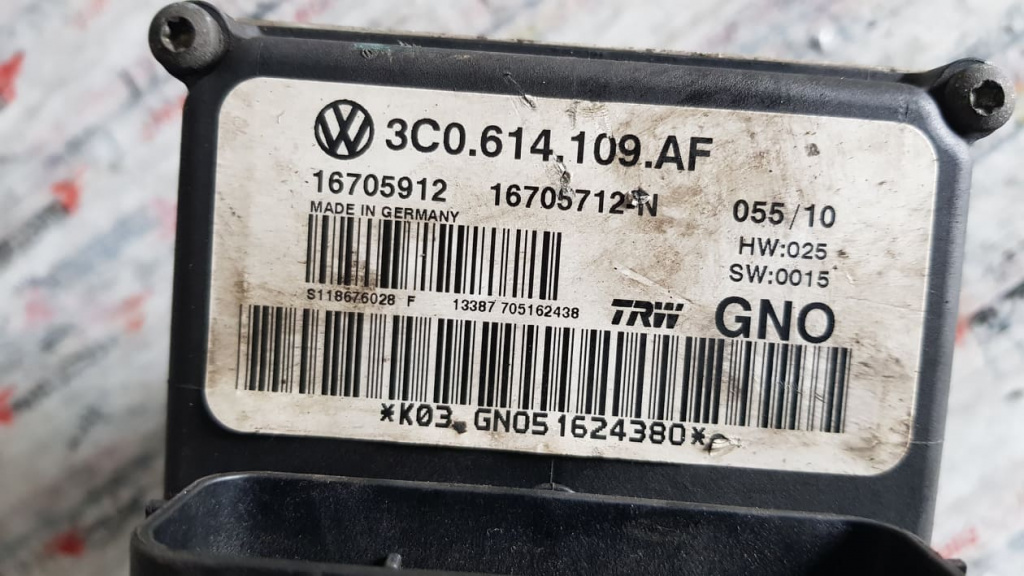 3C0.614.109.AF
16705912 16705712-N 055/10
MADE IN GERMANY
HW:025
SW:0015
S118676028 F 13387 705162438
TRW GNO
*K03 GNO51624380*